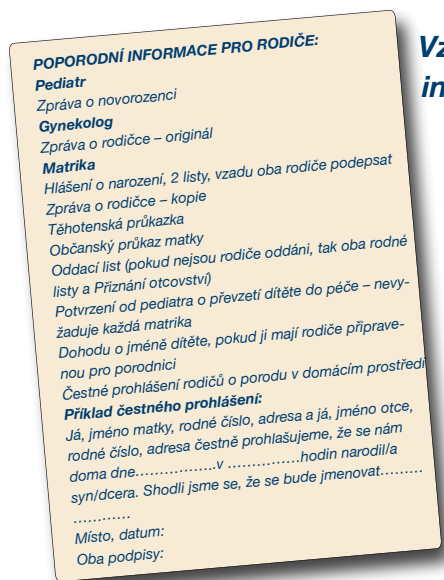 POPORODNÍ INFORMACE PRO RODIČE:
Pediatr
Zpráva o novorozenci
Gynekolog
Zpráva o rodičce – originál
Matrika
Hlášení o narození, 2 listy, vzadu oba rodiče podepsat
Zpráva o rodičce – kopie
Těhotenská průkazka
Občanský průkaz matky
Oddací list (pokud nejsou rodiče oddáni, tak oba rodné
listy a Přiznání otcovství)
Potvrzení od pediatra o převzetí dítěte do péče – nevy-
žaduje každá matrika
Dohodu o jméně dítěte, pokud ji mají rodiče připrave-
nou pro porodnici
Čestné prohlášení rodičů o porodu v domácím prostředí
Příklad čestného prohlášení:
Já, jméno matky, rodné číslo, adresa a já, jméno otce,
rodné číslo, adresa čestně prohlašujeme, že se nám
doma dne……………..v ……………hodin narodil/a
syn/dcera. Shodli jsme se, že se bude jmenovat………
…………
Místo, datum:
Oba podpisy:
Vz
in